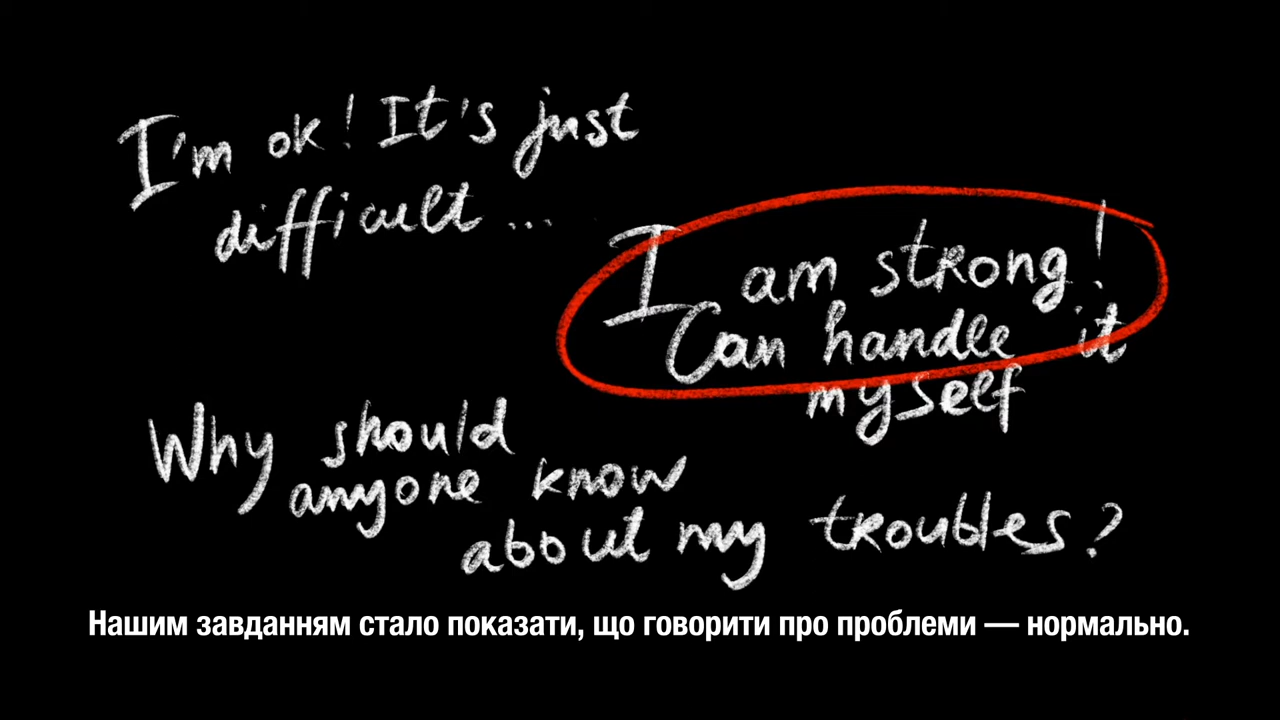 I'm ok! It's just
difficult...
I am strong!
Can handle it
myself
Why should
anyone know
about my troubles?
Нашим завданням стало показати, що говорити про проблеми — нормально.